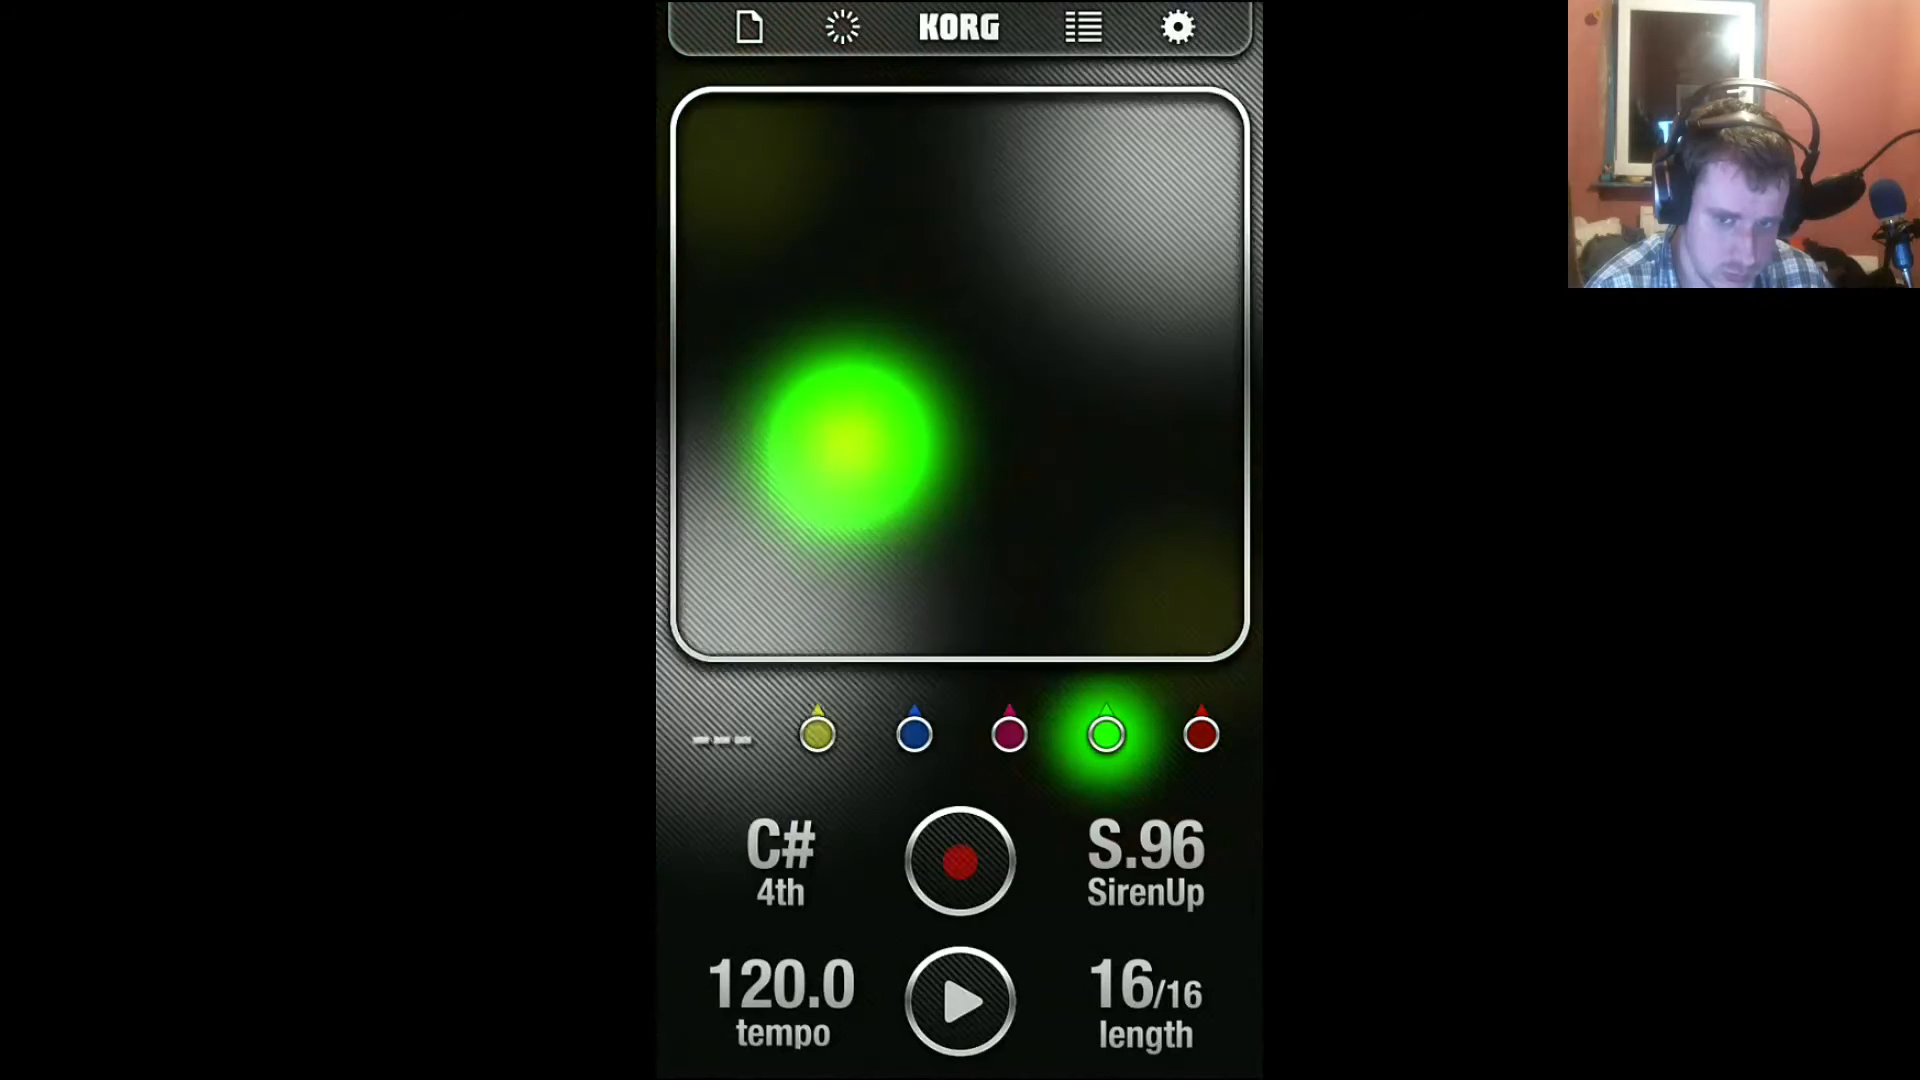 KORG
---
C#
4th
S.96
SirenUp
120.0
tempo
16/16
length